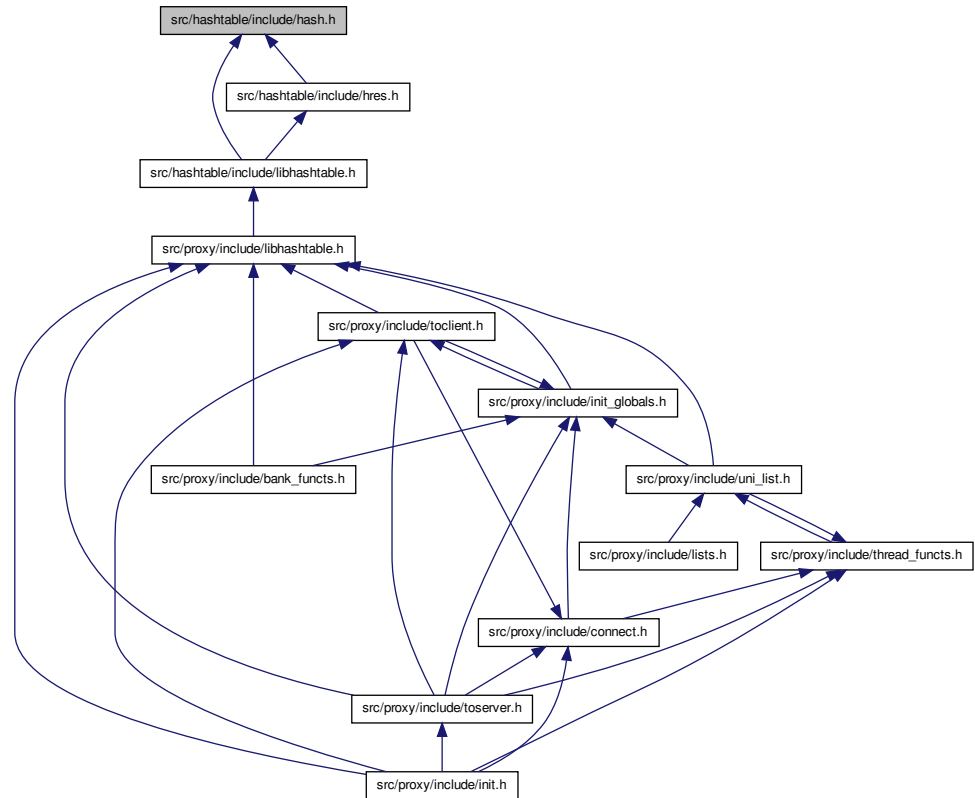 src/hashtable/include/hash.h
src/hashtable/include/hres.h
src/hashtable/include/libhashtable.h
src/proxy/include/libhashtable.h
src/proxy/include/toclient.h
src/proxy/include/init_globals.h
src/proxy/include/bank_functs.h
src/proxy/include/uni_list.h
src/proxy/include/lists.h
src/proxy/include/thread_functs.h
src/proxy/include/connect.h
src/proxy/include/toserver.h
src/proxy/include/init.h